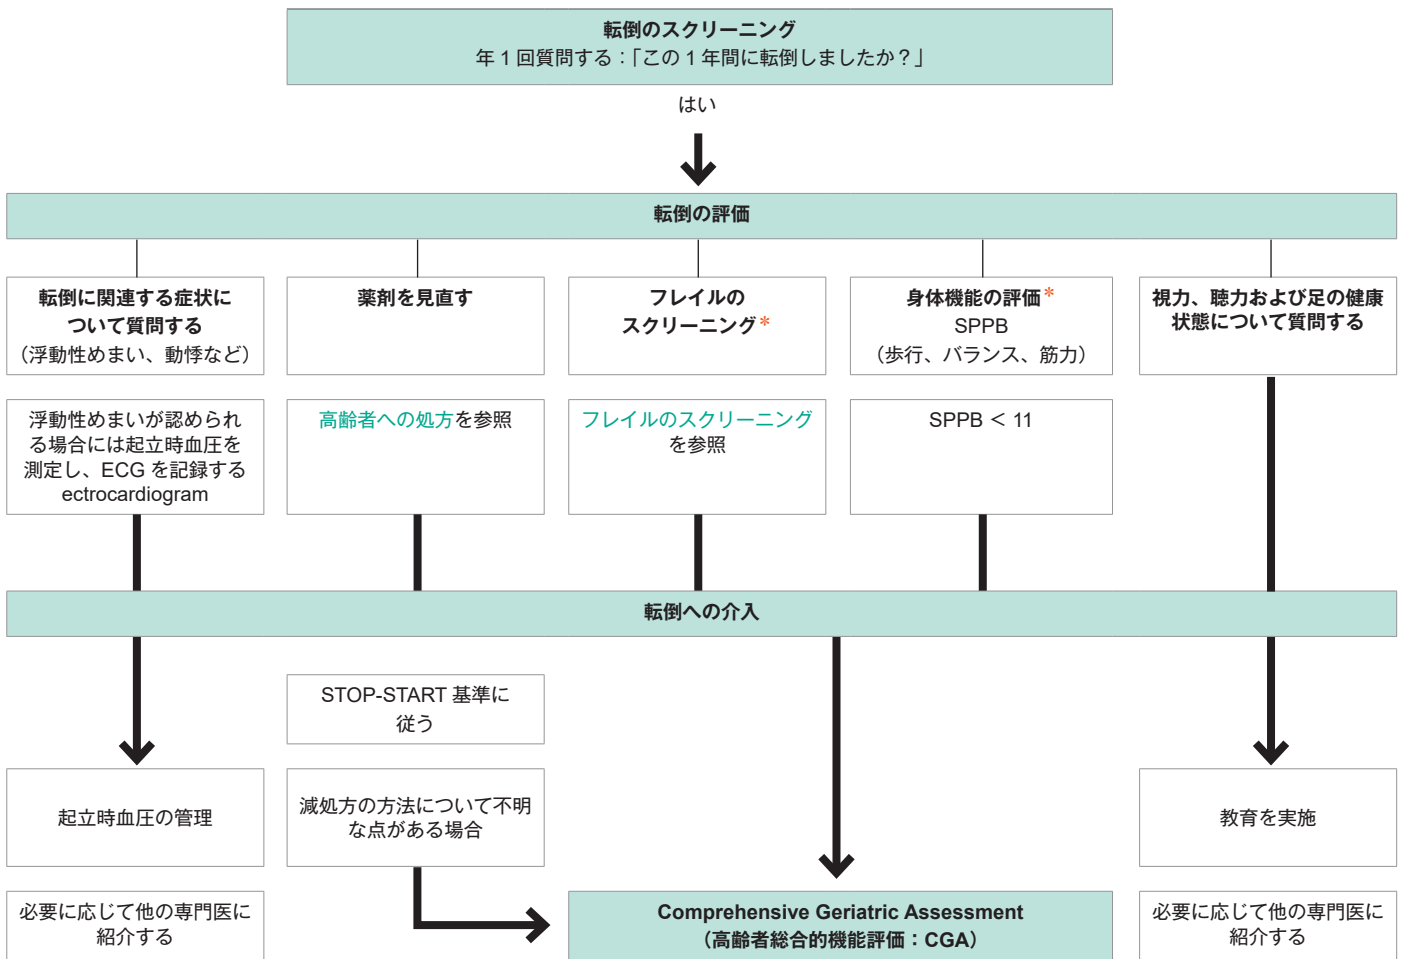 転倒のスクリーニング
年 1 回質問する：「この 1 年間に転倒しましたか？」
はい
転倒の評価
転倒に関連する症状に
ついて質問する
（浮動性めまい、動悸など）
薬剤を見直す
フレイルの
スクリーニング*
身体機能の評価*
SPPB
（歩行、バランス、筋力）
視力、聴力および足の健康
状態について質問する
浮動性めまいが認められ
る場合には起立時血圧を
測定し、ECG を記録する
ectrocardiogram
高齢者への処方を参照
フレイルのスクリーニング
を参照
SPPB ＜ 11
転倒への介入
STOP-START 基準に
従う
起立時血圧の管理
減処方の方法について不明
な点がある場合
教育を実施
必要に応じて他の専門医に
紹介する
Comprehensive Geriatric Assessment
（高齢者総合的機能評価：CGA）
必要に応じて他の専門医に
紹介する